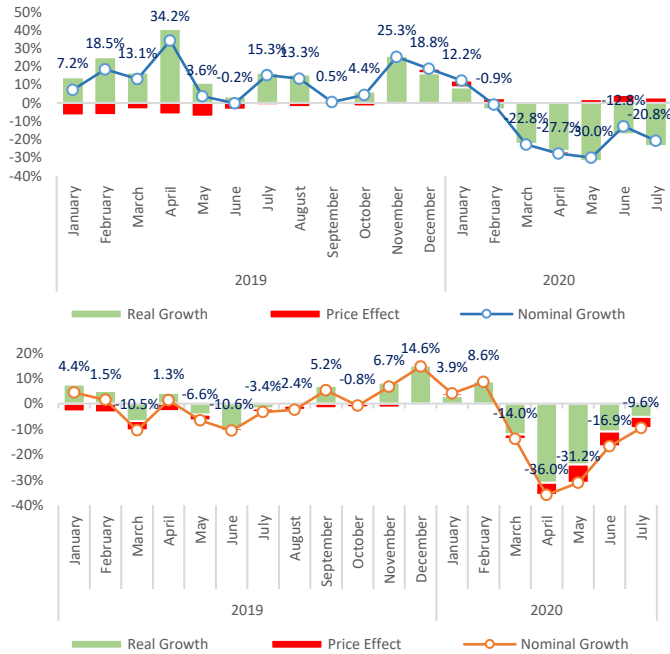 50%
40%
30%
20%
10%
0%
-10%
-20%
-30%
-40%
7.2%
18.5%
13.1%
34.2%
3.6%
-0.2%
15.3%
13.3%
0.5%
4.4%
25.3%
18.8%
12.2%
-0.9%
-22.8%
-27.7%
-30.0%
-12.8%
-20.8%
January
February
March
April
May
June
July
August
September
October
November
December
January
February
March
April
May
June
July
2019 2020
Real Growth Price Effect Nominal Growth
20%
10%
0%
-10%
-20%
-30%
-40%
4.4%
1.5%
-10.5%
1.3%
-6.6%
-10.6%
-3.4%
-2.4%
5.2%
-0.8%
6.7%
14.6%
3.9%
8.6%
-14.0%
-36.0%
-31.2%
-16.9%
-9.6%
January
February
March
April
May
June
July
August
September
October
November
December
January
February
March
April
May
June
July
2019 2020
Real Growth Price Effect Nominal Growth